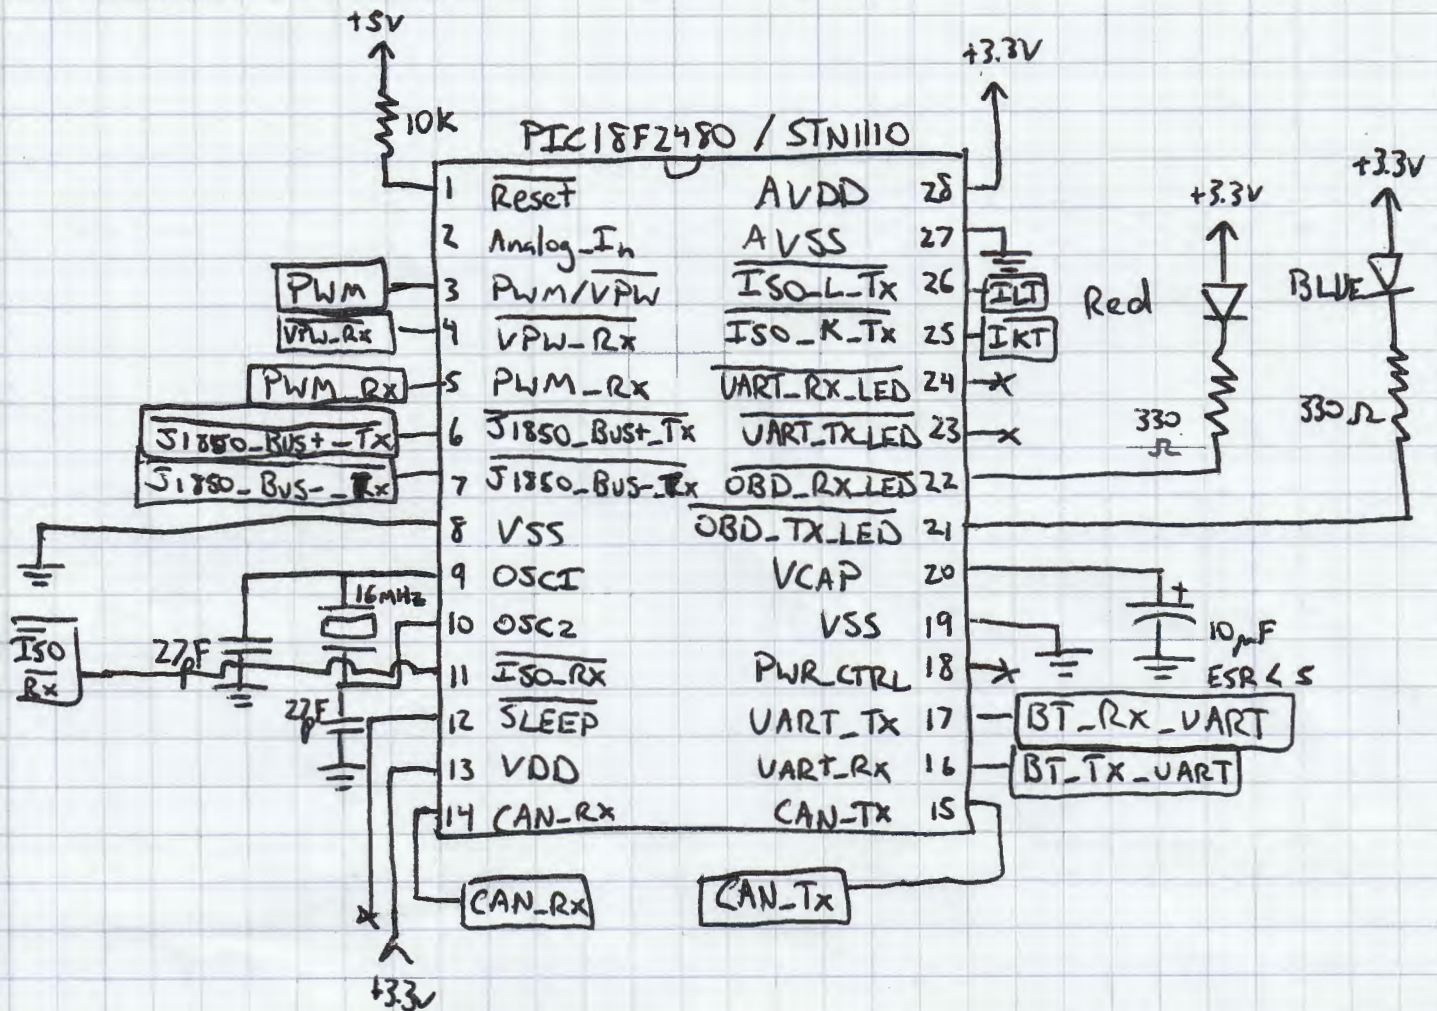 +5V
+3.3V
10K
PIC18F2480 / STN1110
+3.3V
+3.3V
1 Reset
AVDD 28
2 Analog_In
AVSS 27
PWM
3 PWM/VPW
ISO_L_Tx 26
ILT
Red
BLUE
VPW_Rx
4 VPW_Rx
ISO_K_Tx 25
IKT
PWM_Rx
5 PWM_Rx
UART_RX_LED 24
330
Ω
330Ω
J1850_Bus+_Tx
6 J1850_Bus+_Tx
UART_TX_LED 23
J1850_Bus-_Rx
7 J1850_Bus-_Rx
OBD_RX_LED 22
8 VSS
OBD_TX_LED 21
9 OSC1
VCAP 20
+
16MHz
10 OSC2
VSS 19
10µF
ESR < 5
ISO
Rx
22pF
11 ISO_Rx
PWR_CTRL 18
22pF
12 SLEEP
UART_Tx 17
BT_Rx_UART
13 VDD
UART_Rx 16
BT_Tx_UART
14 CAN_Rx
CAN_Tx 15
CAN_Rx
CAN_Tx
+3.3V